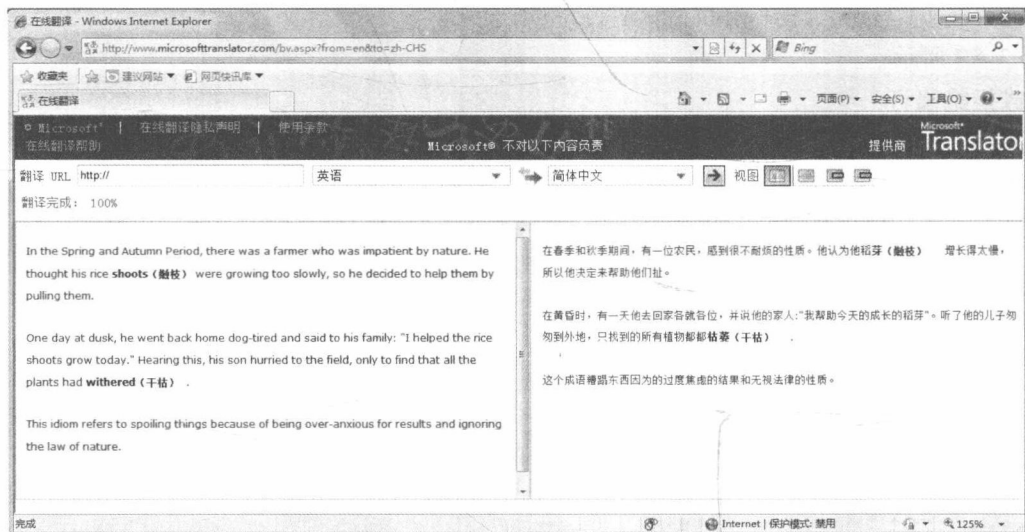 在线翻译 - Windows Internet Explorer
http://www.microsofttranslator.com/bv.aspx?from=en&to=zh-CHS
Bing
收藏夹
建议网站
网页快讯库
在线翻译
页面(P)
安全(S)
工具(O)
Microsoft® | 在线翻译隐私声明 | 使用条款
在线翻译帮助
Microsoft® 不对以下内容负责
提供商
Microsoft®
Translator
翻译 URL http://
英语
简体中文
视图
翻译完成: 100%
In the Spring and Autumn Period, there was a farmer who was impatient by nature. He
thought his rice shoots (幼枝) were growing too slowly, so he decided to help them by
pulling them.
One day at dusk, he went back home dog-tired and said to his family: "I helped the rice
shoots grow today." Hearing this, his son hurried to the field, only to find that all the
plants had withered (干枯) .
This idiom refers to spoiling things because of being over-anxious for results and ignoring
the law of nature.
在春季和秋季期间，有一位农民，感到很不耐烦的性质。他认为他稻芽 增长得太慢，
所以他决定来帮助他们扯。
在黄昏时，有一天他去回家各就各位，并说他的家人:"我帮助今天的成长的稻芽"。听了他的儿子匆
匆到外地，只找到的所有植物都都枯萎（干枯） .
这个成语糟蹋东西因为的过度焦虑的结果和无视法律的性质。
完成
Internet | 保护模式: 禁用
125%